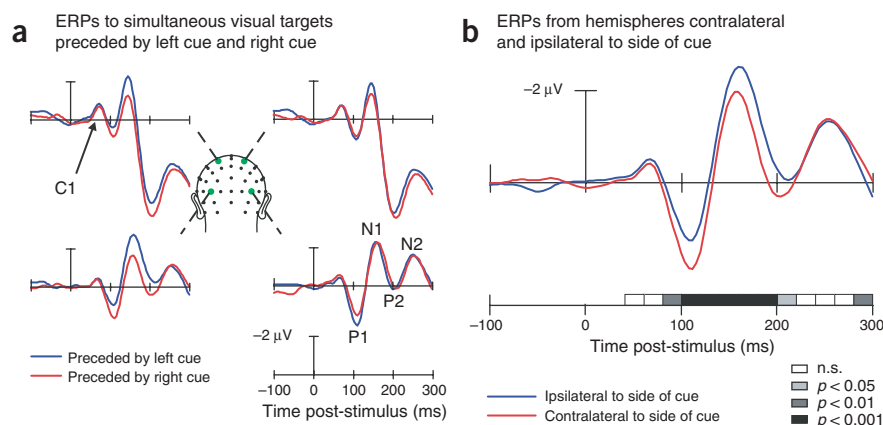 a
ERPs to simultaneous visual targets
preceded by left cue and right cue
C1
N1
N2
P2
P1
−2 μV
Preceded by left cue
Preceded by right cue
−100 0 100 200 300
Time post-stimulus (ms)
b
ERPs from hemispheres contralateral
and ipsilateral to side of cue
−2 μV
−100 0 100 200 300
Time post-stimulus (ms)
Ipsilateral to side of cue
Contralateral to side of cue
n.s.
p < 0.05
p < 0.01
p < 0.001